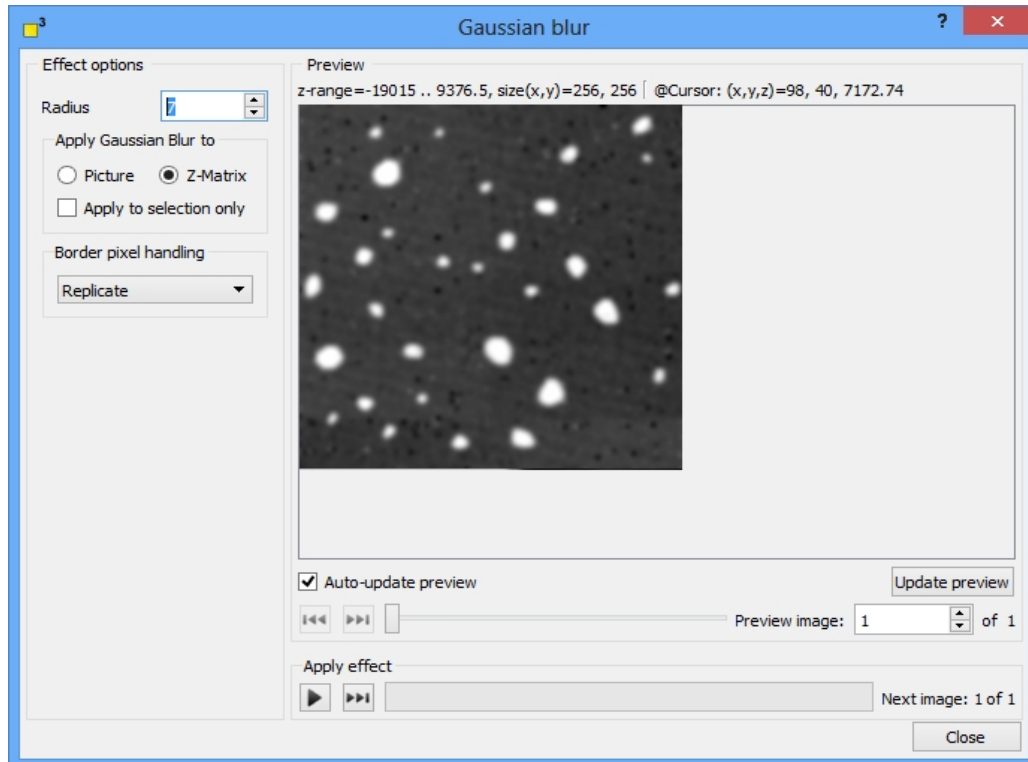 3
Gaussian blur
?
Effect options
Radius
7
Apply Gaussian Blur to
Picture
Z-Matrix
Apply to selection only
Border pixel handling
Replicate
Preview
z-range=-19015 .. 9376.5, size(x,y)=256, 256 | @Cursor: (x,y,z)=98, 40, 7172.74
Auto-update preview
Update preview
Preview image: 1 of 1
Apply effect
Next image: 1 of 1
Close